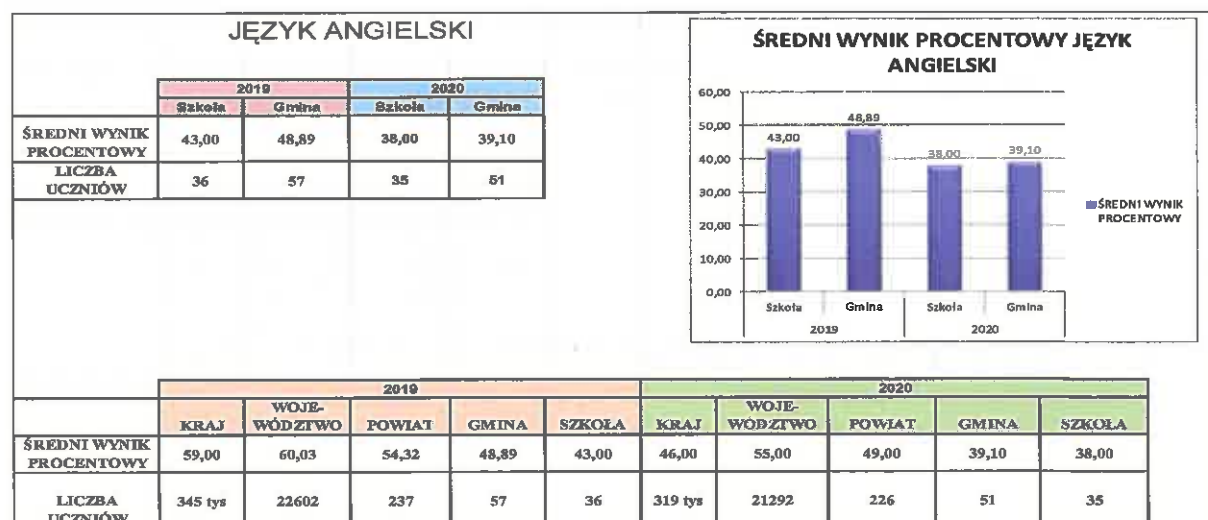 JĘZYK ANGIELSKI
2019 2020
Szkoła Gmina Szkoła Gmina
ŚREDNI WYNIK PROCENTOWY 43,00 48,89 38,00 39,10
LICZBA UCZNIÓW 36 57 35 51
ŚREDNI WYNIK PROCENTOWY JĘZYK
ANGIELSKI
60,00
50,00
40,00
30,00
20,00
10,00
0,00
43,00 48,89 38,00 39,10
Szkoła Gmina Szkoła Gmina
2019 2020
ŚREDNI WYNIK
PROCENTOWY
2019 2020
KRAJ WOJE-WÓDZTWO POWIAT GMINA SZKOŁA KRAJ WOJE-WÓDZTWO POWIAT GMINA SZKOŁA
ŚREDNI WYNIK PROCENTOWY 59,00 60,03 54,32 48,89 43,00 46,00 55,00 49,00 39,10 38,00
LICZBA UCZNIÓW 345 tys 22602 237 57 36 319 tys 21292 226 51 35